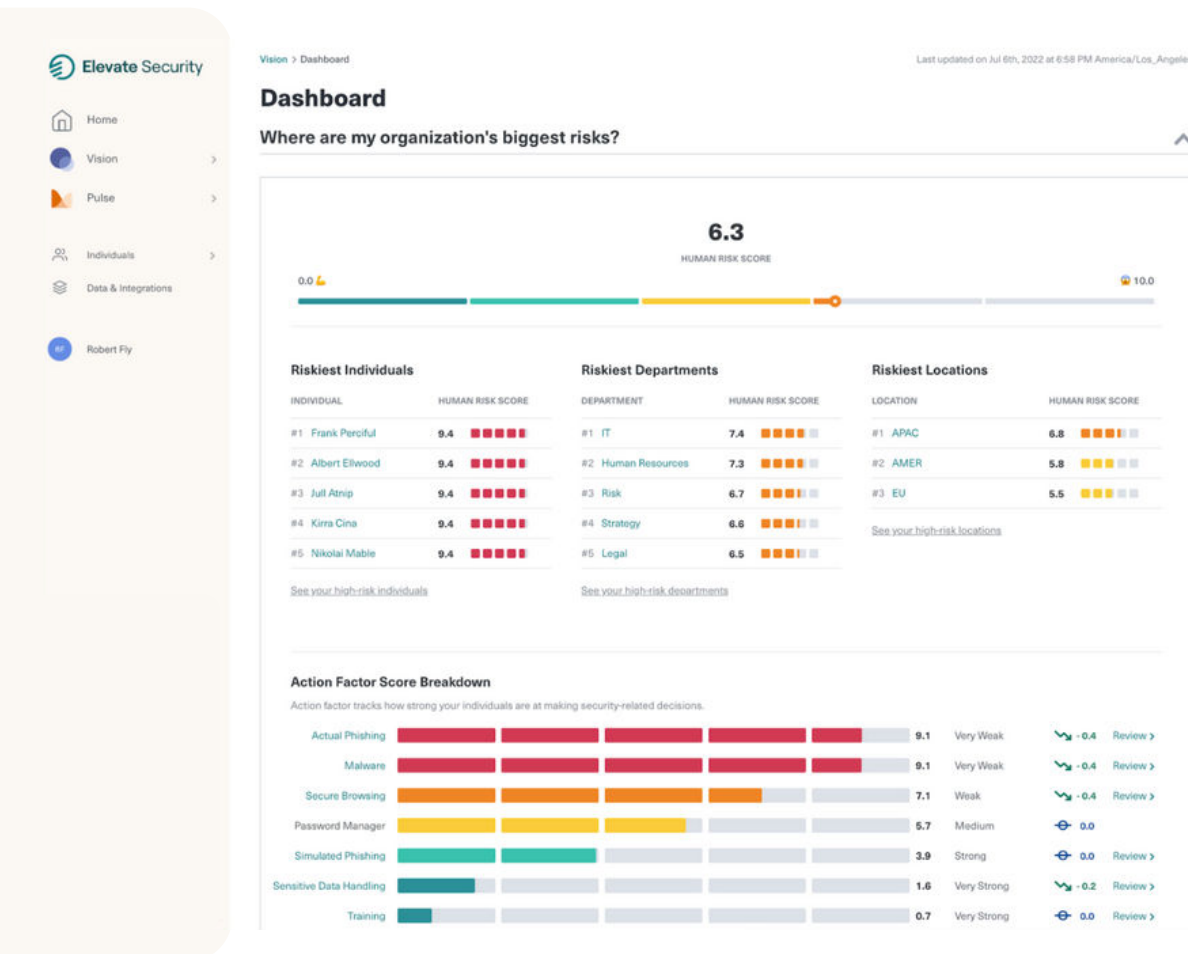 Elevate Security
Home
Vision
Pulse
Individuals
Data & Integrations
RF
Robert Fly
Vision > Dashboard
Last updated on Jul 6th, 2022 at 6:58 PM America/Los_Angele
Dashboard
Where are my organization's biggest risks?
6.3
HUMAN RISK SCORE
0.0 💪
😱 10.0
Riskiest Individuals
INDIVIDUAL HUMAN RISK SCORE
#1 Frank Perciful 9.4
#2 Albert Ellwood 9.4
#3 Jull Atnip 9.4
#4 Kirra Cina 9.4
#5 Nikolai Mable 9.4
See your high-risk individuals
Riskiest Departments
DEPARTMENT HUMAN RISK SCORE
#1 IT 7.4
#2 Human Resources 7.3
#3 Risk 6.7
#4 Strategy 6.6
#5 Legal 6.5
See your high-risk departments
Riskiest Locations
LOCATION HUMAN RISK SCORE
#1 APAC 6.8
#2 AMER 5.8
#3 EU 5.5
See your high-risk locations
Action Factor Score Breakdown
Action factor tracks how strong your individuals are at making security-related decisions.
Actual Phishing 9.1 Very Weak - 0.4 Review >
Malware 9.1 Very Weak - 0.4 Review >
Secure Browsing 7.1 Weak - 0.4 Review >
Password Manager 5.7 Medium 0.0
Simulated Phishing 3.9 Strong 0.0 Review >
Sensitive Data Handling 1.6 Very Strong - 0.2 Review >
Training 0.7 Very Strong 0.0 Review >